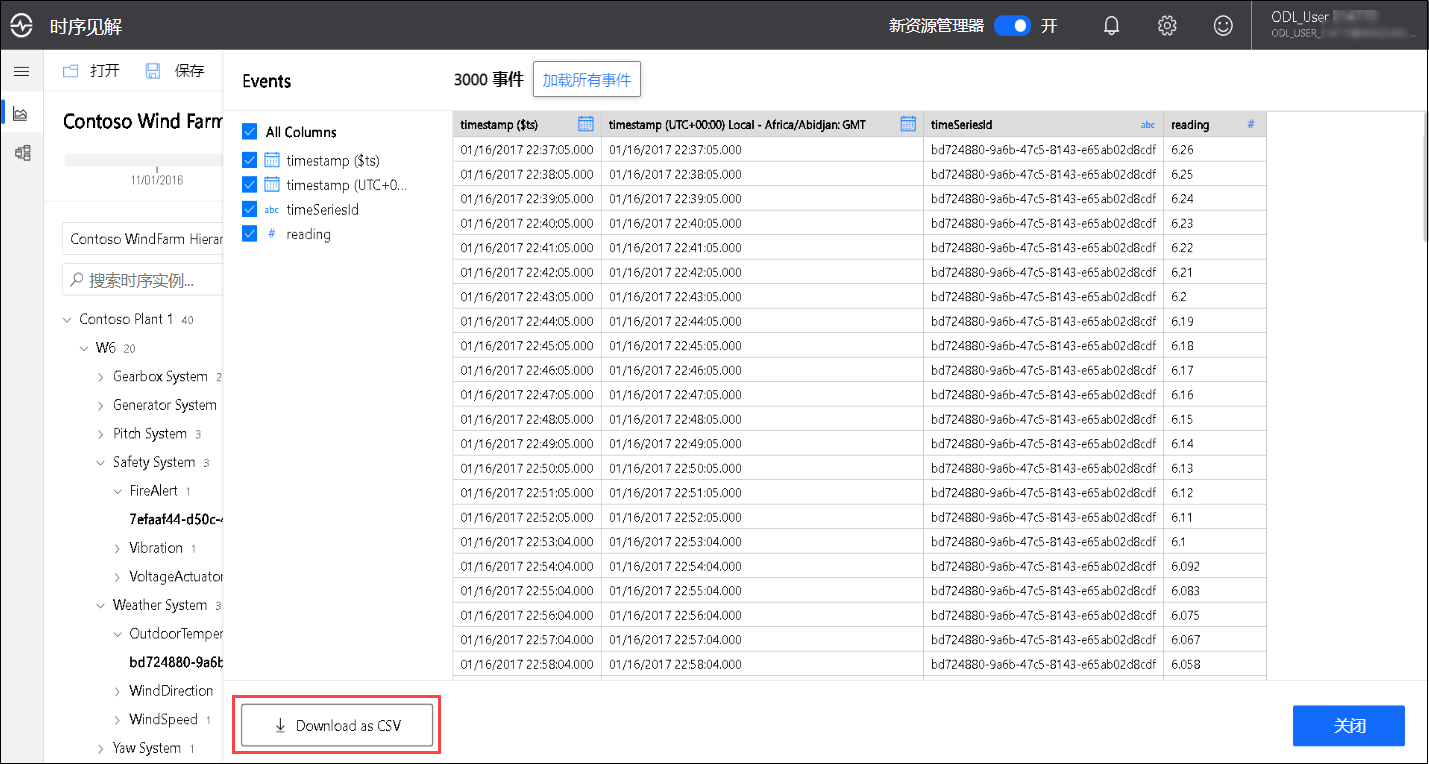 时序见解
新资源管理器 开
ODL_User
ODL_USER_
打开 保存
Contoso Wind Farm
11/01/2016
Contoso WindFarm Hierar
搜索时序实例...
Contoso Plant 1 40
W6 20
Gearbox System 2
Generator System
Pitch System 3
Safety System 3
FireAlert 1
7efaaf44-d50c-4
Vibration 1
VoltageActuator
Weather System 3
OutdoorTemper
bd724880-9a6b
WindDirection
WindSpeed 1
Yaw System 1
Events
All Columns
timestamp ($ts)
timestamp (UTC+0...
abc timeSeriesId
# reading
3000 事件 加载所有事件
timestamp ($ts) timestamp (UTC+00:00) Local - Africa/Abidjan: GMT timeSeriesId abc reading #
01/16/2017 22:37:05.000 01/16/2017 22:37:05.000 bd724880-9a6b-47c5-8143-e65ab02d8cdf 6.26
01/16/2017 22:38:05.000 01/16/2017 22:38:05.000 bd724880-9a6b-47c5-8143-e65ab02d8cdf 6.25
01/16/2017 22:39:05.000 01/16/2017 22:39:05.000 bd724880-9a6b-47c5-8143-e65ab02d8cdf 6.24
01/16/2017 22:40:05.000 01/16/2017 22:40:05.000 bd724880-9a6b-47c5-8143-e65ab02d8cdf 6.23
01/16/2017 22:41:05.000 01/16/2017 22:41:05.000 bd724880-9a6b-47c5-8143-e65ab02d8cdf 6.22
01/16/2017 22:42:05.000 01/16/2017 22:42:05.000 bd724880-9a6b-47c5-8143-e65ab02d8cdf 6.21
01/16/2017 22:43:05.000 01/16/2017 22:43:05.000 bd724880-9a6b-47c5-8143-e65ab02d8cdf 6.2
01/16/2017 22:44:05.000 01/16/2017 22:44:05.000 bd724880-9a6b-47c5-8143-e65ab02d8cdf 6.19
01/16/2017 22:45:05.000 01/16/2017 22:45:05.000 bd724880-9a6b-47c5-8143-e65ab02d8cdf 6.18
01/16/2017 22:46:05.000 01/16/2017 22:46:05.000 bd724880-9a6b-47c5-8143-e65ab02d8cdf 6.17
01/16/2017 22:47:05.000 01/16/2017 22:47:05.000 bd724880-9a6b-47c5-8143-e65ab02d8cdf 6.16
01/16/2017 22:48:05.000 01/16/2017 22:48:05.000 bd724880-9a6b-47c5-8143-e65ab02d8cdf 6.15
01/16/2017 22:49:05.000 01/16/2017 22:49:05.000 bd724880-9a6b-47c5-8143-e65ab02d8cdf 6.14
01/16/2017 22:50:05.000 01/16/2017 22:50:05.000 bd724880-9a6b-47c5-8143-e65ab02d8cdf 6.13
01/16/2017 22:51:05.000 01/16/2017 22:51:05.000 bd724880-9a6b-47c5-8143-e65ab02d8cdf 6.12
01/16/2017 22:52:05.000 01/16/2017 22:52:05.000 bd724880-9a6b-47c5-8143-e65ab02d8cdf 6.11
01/16/2017 22:53:04.000 01/16/2017 22:53:04.000 bd724880-9a6b-47c5-8143-e65ab02d8cdf 6.1
01/16/2017 22:54:04.000 01/16/2017 22:54:04.000 bd724880-9a6b-47c5-8143-e65ab02d8cdf 6.092
01/16/2017 22:55:04.000 01/16/2017 22:55:04.000 bd724880-9a6b-47c5-8143-e65ab02d8cdf 6.083
01/16/2017 22:56:04.000 01/16/2017 22:56:04.000 bd724880-9a6b-47c5-8143-e65ab02d8cdf 6.075
01/16/2017 22:57:04.000 01/16/2017 22:57:04.000 bd724880-9a6b-47c5-8143-e65ab02d8cdf 6.067
01/16/2017 22:58:04.000 01/16/2017 22:58:04.000 bd724880-9a6b-47c5-8143-e65ab02d8cdf 6.058
Download as CSV
关闭